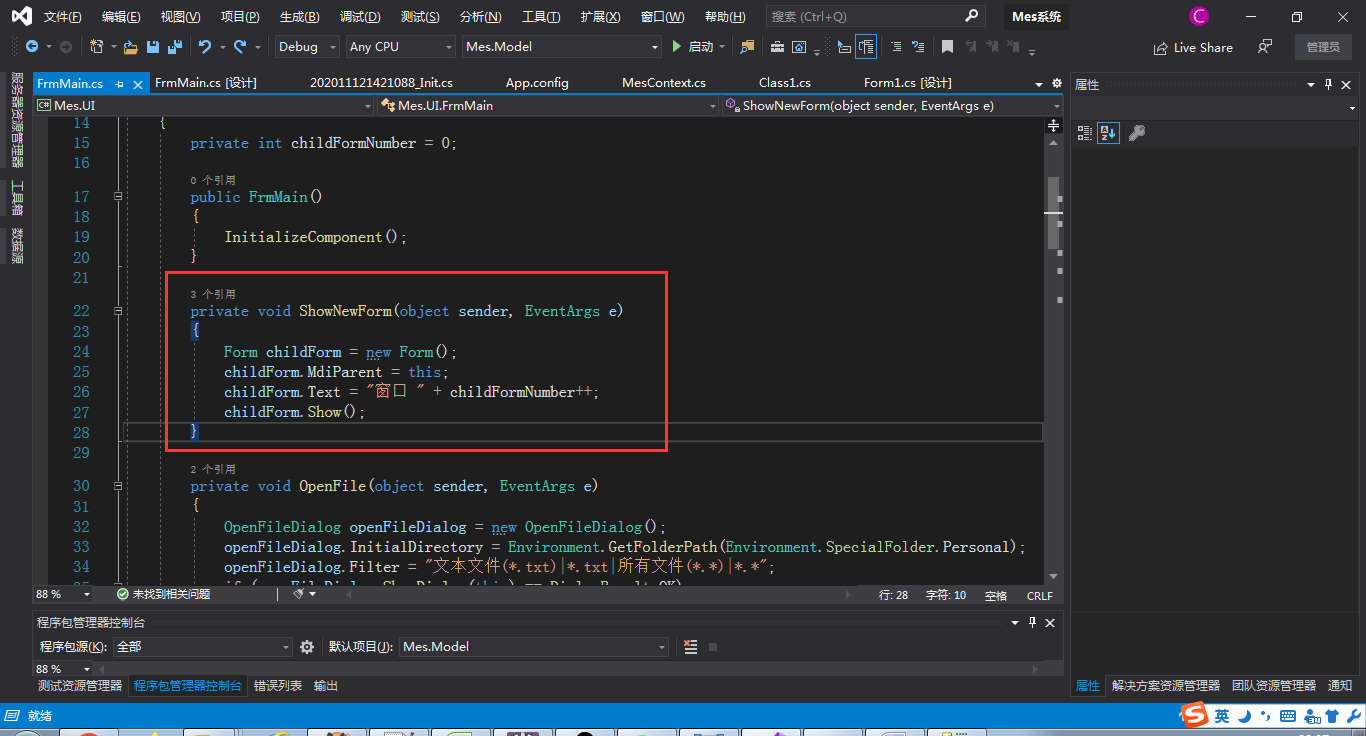 文件(F) 编辑(E) 视图(V) 项目(P) 生成(B) 调试(D) 测试(S) 分析(N) 工具(T) 扩展(X) 窗口(W) 帮助(H) 搜索 (Ctrl+Q) Mes系统 C
Debug Any CPU Mes.Model 启动 Live Share 管理员
服务器资源管理器
工具箱
数据源
FrmMain.cs FrmMain.cs [设计] 202011121421088_Init.cs App.config MesContext.cs Class1.cs Form1.cs [设计]
C# Mes.UI Mes.UI.FrmMain ShowNewForm(object sender, EventArgs e)
14 {
15 private int childFormNumber = 0;
16
0 个引用
17 public FrmMain()
18 {
19 InitializeComponent();
20 }
21
3 个引用
22 private void ShowNewForm(object sender, EventArgs e)
23 {
24 Form childForm = new Form();
25 childForm.MdiParent = this;
26 childForm.Text = "窗口 " + childFormNumber++;
27 childForm.Show();
28 }
29
2 个引用
30 private void OpenFile(object sender, EventArgs e)
31 {
32 OpenFileDialog openFileDialog = new OpenFileDialog();
33 openFileDialog.InitialDirectory = Environment.GetFolderPath(Environment.SpecialFolder.Personal);
34 openFileDialog.Filter = "文本文件(*.txt)|*.txt|所有文件(*.*)|*.*";
88 % 未找到相关问题 行: 28 字符: 10 空格 CRLF
程序包管理器控制台
程序包源(K): 全部 默认项目(J): Mes.Model
88 %
测试资源管理器 程序包管理器控制台 错误列表 输出
属性
属性 解决方案资源管理器 团队资源管理器 通知
就绪
S 英